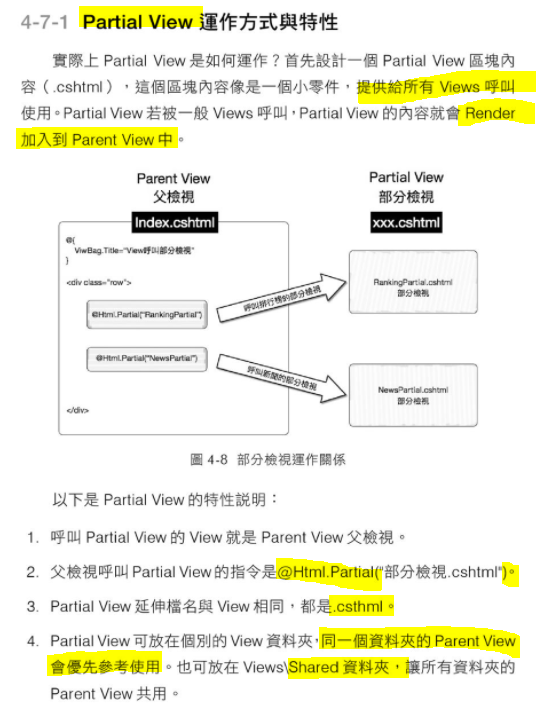 4-7-1 Partial View 運作方式與特性
實際上 Partial View 是如何運作？首先設計一個 Partial View 區塊內
容（.cshtml），這個區塊內容像是一個小零件，提供給所有 Views 呼叫
使用。Partial View 若被一般 Views 呼叫，Partial View 的內容就會 Render
加入到 Parent View 中。
Parent View
父檢視
Index.cshtml
@{
ViwBag.Title="View呼叫部分檢視"
}
<div class="row">
@Html.Partial("RankingPartial")
@Html.Partial("NewsPartial")
</div>
呼叫排行榜的部分檢視
呼叫新聞的部分檢視
Partial View
部分檢視
xxx.cshtml
RankingPartial.cshtml
部分檢視
NewsPartial.cshtml
部分檢視
圖 4-8 部分檢視運作關係
以下是 Partial View 的特性說明：
1. 呼叫 Partial View 的 View 就是 Parent View 父檢視。
2. 父檢視呼叫 Partial View 的指令是@Html.Partial("部分檢視.cshtml")。
3. Partial View 延伸檔名與 View 相同，都是.csthml。
4. Partial View 可放在個別的 View 資料夾，同一個資料夾的 Parent View
會優先參考使用。也可放在 Views\Shared 資料夾，讓所有資料夾的
Parent View 共用。